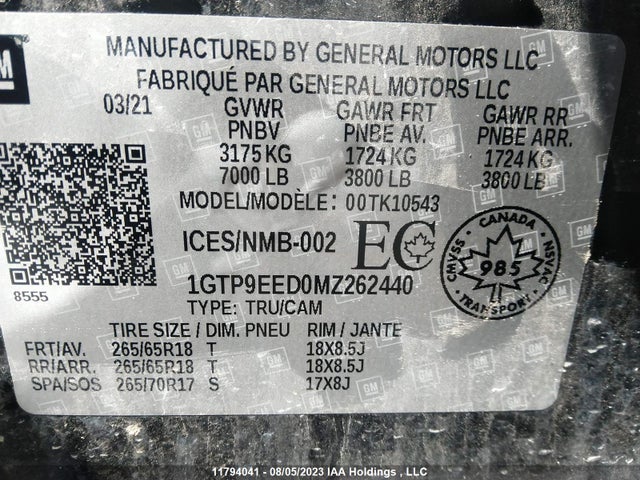 GM
MANUFACTURED BY GENERAL MOTORS LLC
FABRIQUÉ PAR GENERAL MOTORS LLC
03/21 GVWR GAWR FRT GAWR RR
PNBV PNBE AV. PNBE ARR.
3175 KG 1724 KG 1724 KG
7000 LB 3800 LB 3800 LB
MODEL/MODÈLE: 00TK10543
ICES/NMB-002 EC
CANADA
CMVSS 985 NSVAC
TRANSPORT
8555
1GTP9EED0MZ262440
TYPE: TRU/CAM
TIRE SIZE / DIM. PNEU RIM / JANTE
FRT/AV. 265/65R18 T 18X8.5J
RR/ARR. 265/65R18 T 18X8.5J
SPA/SOS 265/70R17 S 17X8J
11794041 - 08/05/2023 IAA Holdings , LLC